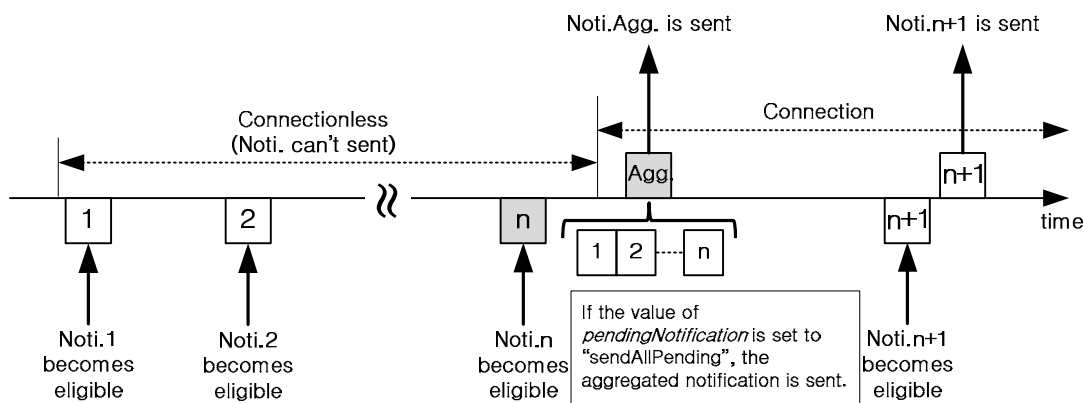 Noti.Agg. is sent
Noti.n+1 is sent
Connectionless
(Noti. can't sent)
Connection
Agg.
n+1
time
1
2
n
n+1
1
2
n
Noti.1
becomes
eligible
Noti.2
becomes
eligible
Noti.n
becomes
eligible
If the value of
pendingNotification is set to
“sendAllPending”, the
aggregated notification is sent.
Noti.n+1
becomes
eligible